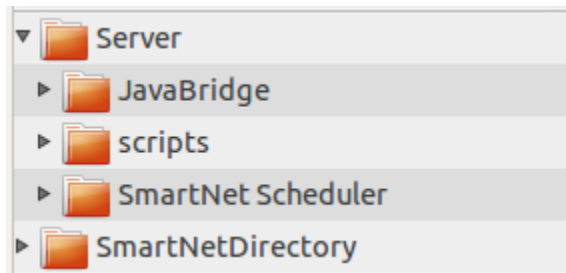 Server
JavaBridge
scripts
SmartNet Scheduler
SmartNetDirectory